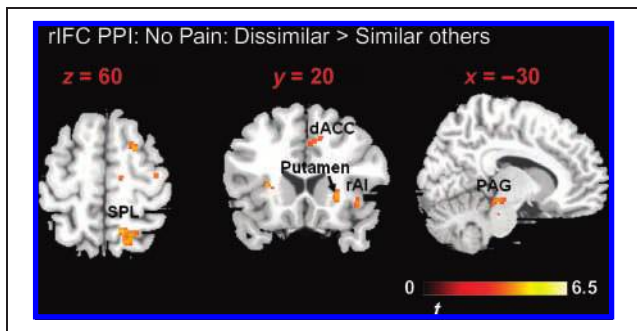 rIFC PPI: No Pain: Dissimilar > Similar others
z = 60
y = 20
x = −30
dACC
Putamen
rAI
PAG
SPL
0
6.5
t